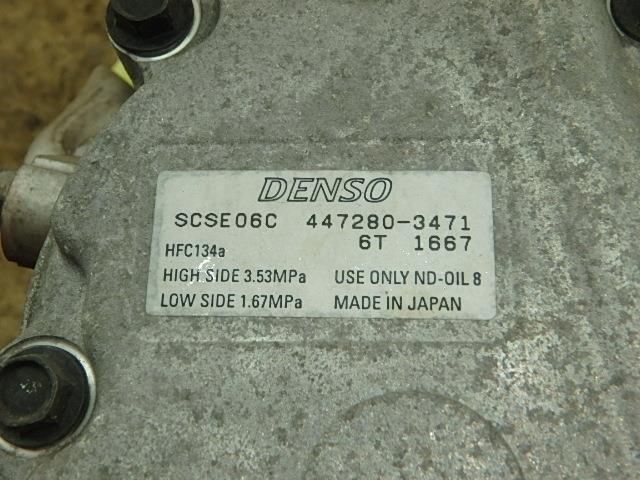 DENSO
SCSE06C 447280-3471
6T 1667
HFC134a
HIGH SIDE 3.53MPa USE ONLY ND-OIL 8
LOW SIDE 1.67MPa MADE IN JAPAN